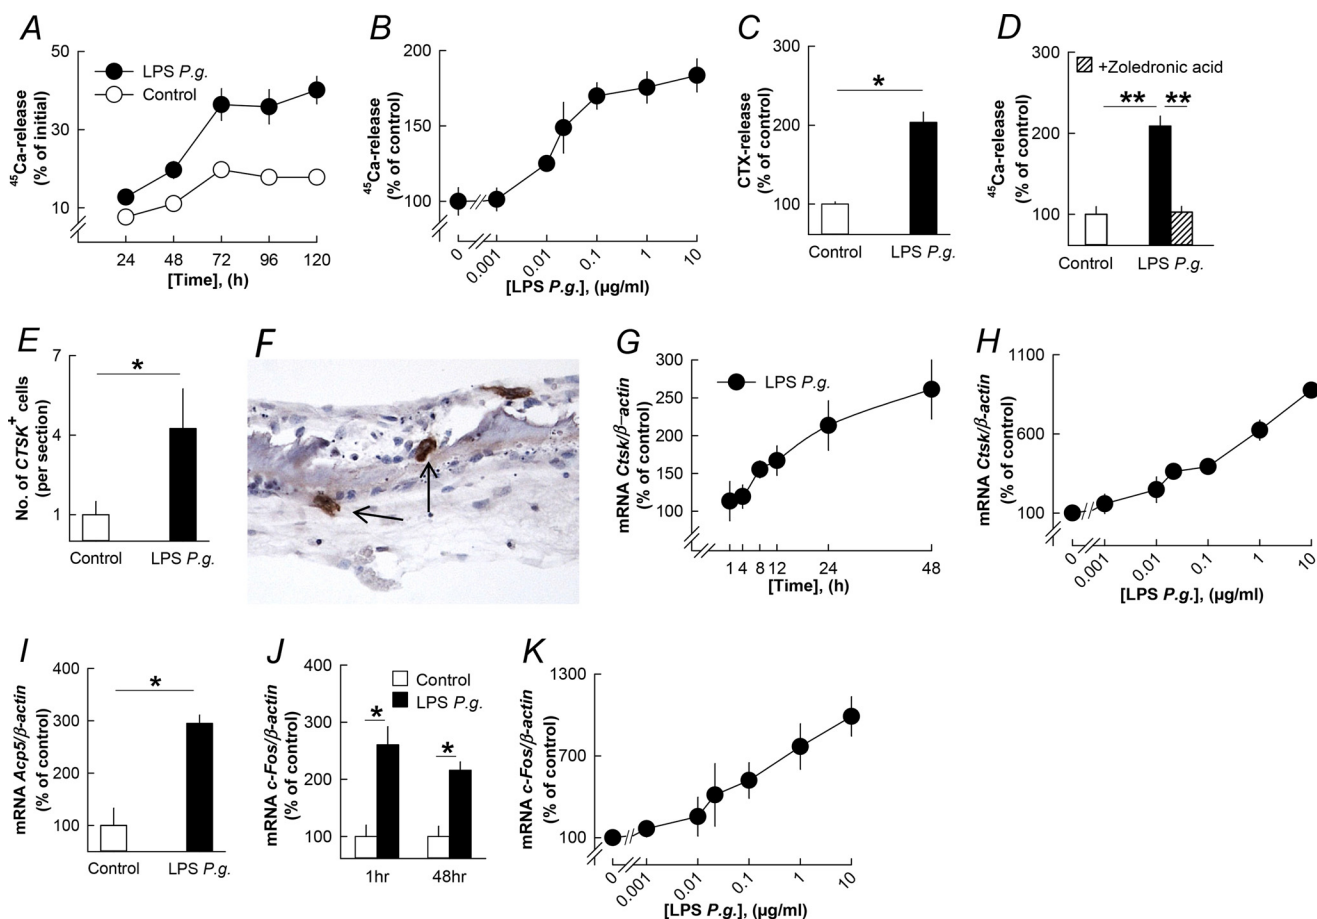 A
50
30
10
LPS P.g.
Control
45Ca-release
(% of initial)
24 48 72 96 120
[Time], (h)
B
200
150
100
45Ca-release
(% of control)
0 0.001 0.01 0.1 1 10
[LPS P.g.], (µg/ml)
C
300
200
100
*
CTX-release
(% of control)
Control LPS P.g.
D
300
200
100
+Zoledronic acid
** **
45Ca-release
(% of control)
Control LPS P.g.
E
7
4
1
*
No. of CTSK+ cells
(per section)
Control LPS P.g.
F
G
300
250
200
150
100
LPS P.g.
mRNA Ctsk/β-actin
(% of control)
1 4 8 12 24 48
[Time], (h)
H
1100
600
100
mRNA Ctsk/β-actin
(% of control)
0 0.001 0.01 0.1 1 10
[LPS P.g.], (µg/ml)
I
400
300
200
100
*
mRNA Acp5/β-actin
(% of control)
Control LPS P.g.
J
400
300
200
100
Control
LPS P.g.
* *
mRNA c-Fos/β-actin
(% of control)
1hr 48hr
K
1300
700
100
mRNA c-Fos/β-actin
(% of control)
0 0.001 0.01 0.1 1 10
[LPS P.g.], (µg/ml)